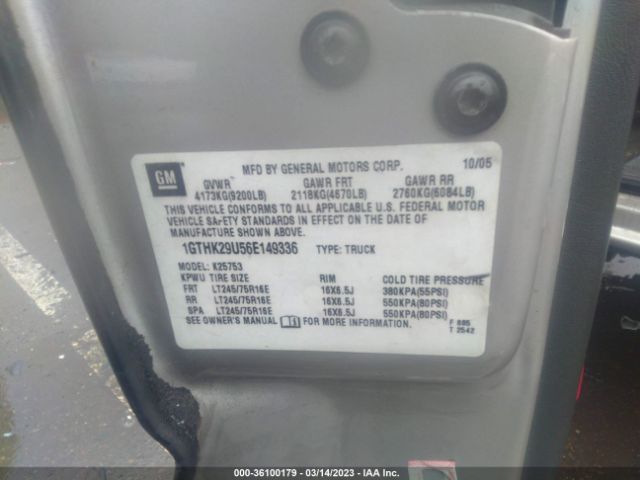 GM
MFD BY GENERAL MOTORS CORP. 10/05
GVWR GAWR FRT GAWR RR
4173KG(9200LB) 2118KG(4670LB) 2760KG(6084LB)
THIS VEHICLE CONFORMS TO ALL APPLICABLE U.S. FEDERAL MOTOR
VEHICLE SAFETY STANDARDS IN EFFECT ON THE DATE OF
MANUFACTURE SHOWN ABOVE.
1GTHK29U56E149336 TYPE: TRUCK
MODEL: K25753
KPWU TIRE SIZE RIM COLD TIRE PRESSURE
FRT LT245/75R16E 16X6.5J 380KPA(55PSI)
RR LT245/75R16E 16X6.5J 550KPA(80PSI)
SPA LT245/75R16E 16X6.5J 550KPA(80PSI)
SEE OWNER'S MANUAL FOR MORE INFORMATION. F 885
T 2542
000-36100179 - 03/14/2023 - IAA Inc.